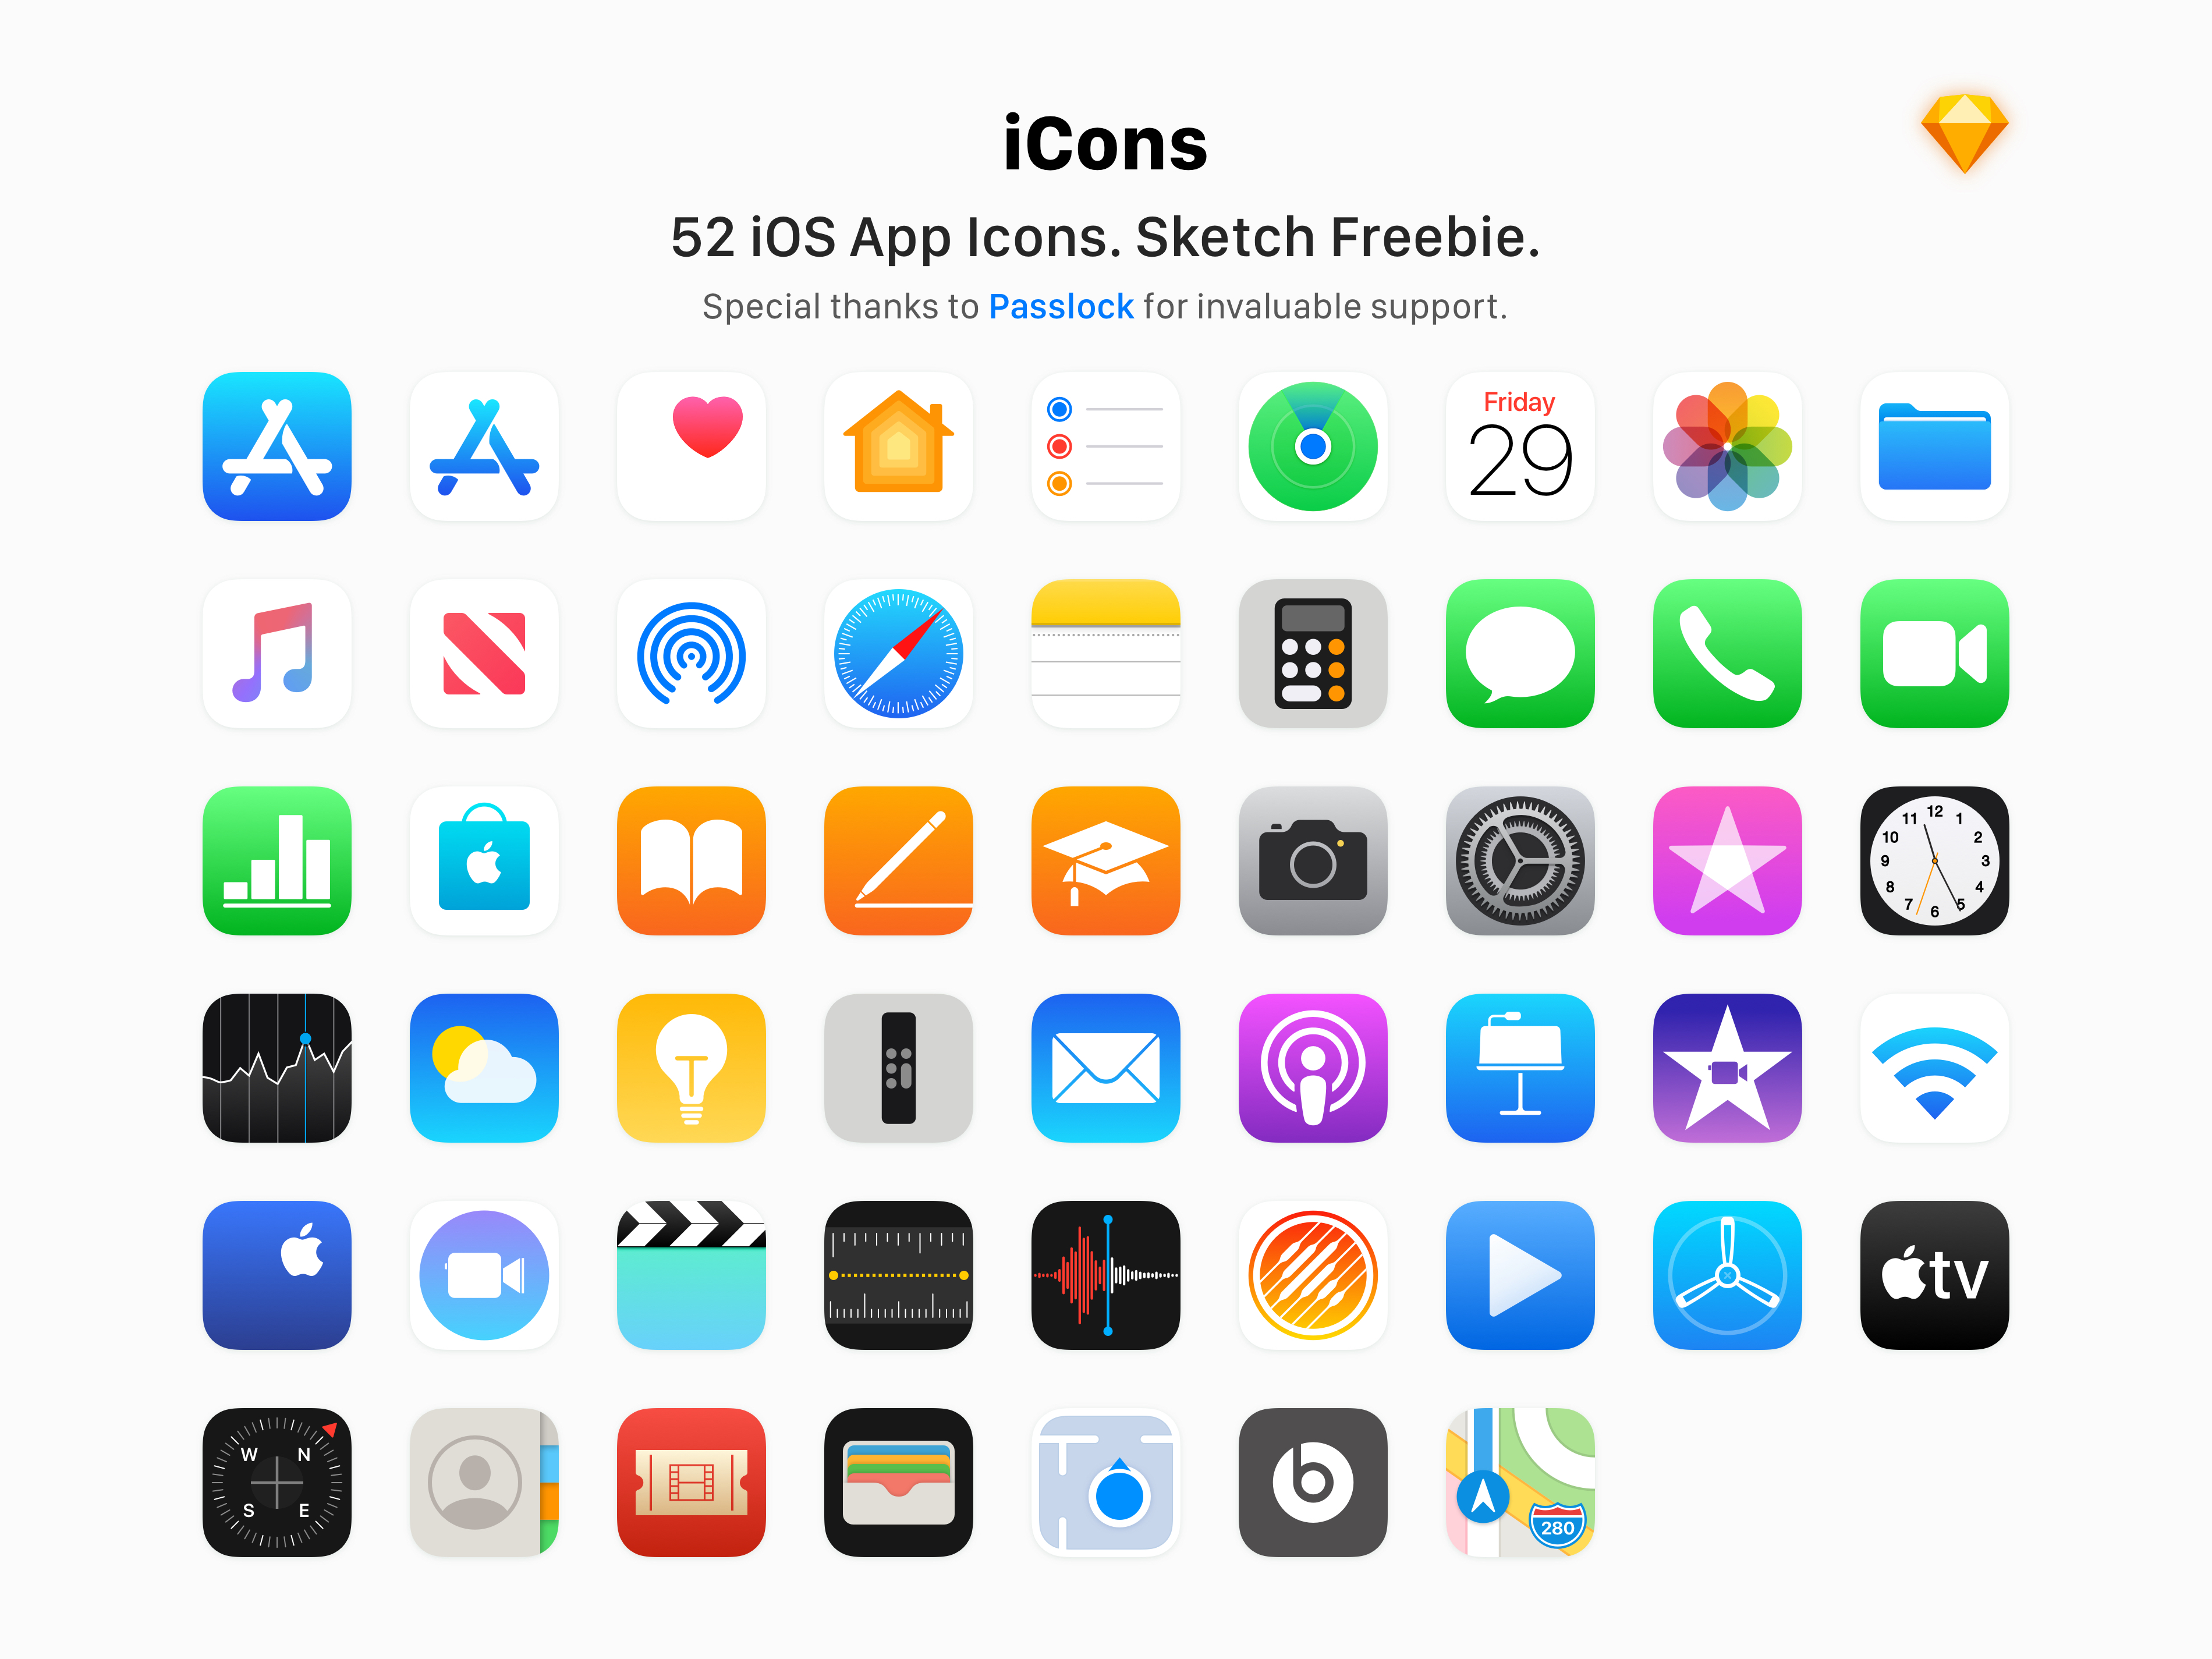 iCons
52 iOS App Icons. Sketch Freebie.
Special thanks to Passlock for invaluable support.
Friday
29
12
11 1
10 2
9 3
8 4
7 5
6
tv
W N
S E
280